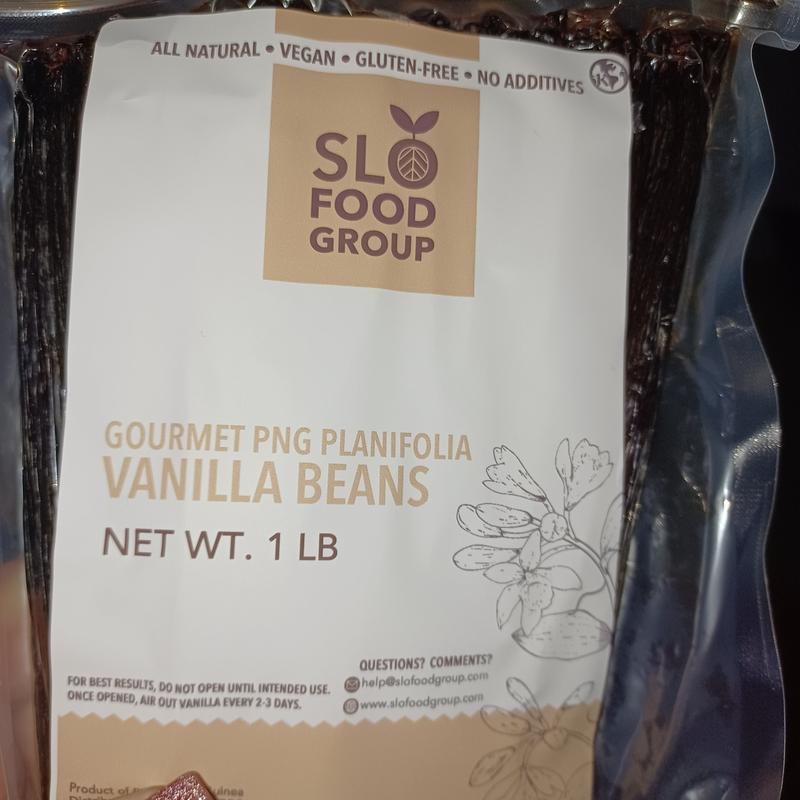 ALL NATURAL • VEGAN • GLUTEN-FREE • NO ADDITIVES
SLO
FOOD
GROUP
GOURMET PNG PLANIFOLIA
VANILLA BEANS
NET WT. 1 LB
QUESTIONS? COMMENTS?
help@slofoodgroup.com
www.slofoodgroup.com
FOR BEST RESULTS, DO NOT OPEN UNTIL INTENDED USE.
ONCE OPENED, AIR OUT VANILLA EVERY 2-3 DAYS.
Product of